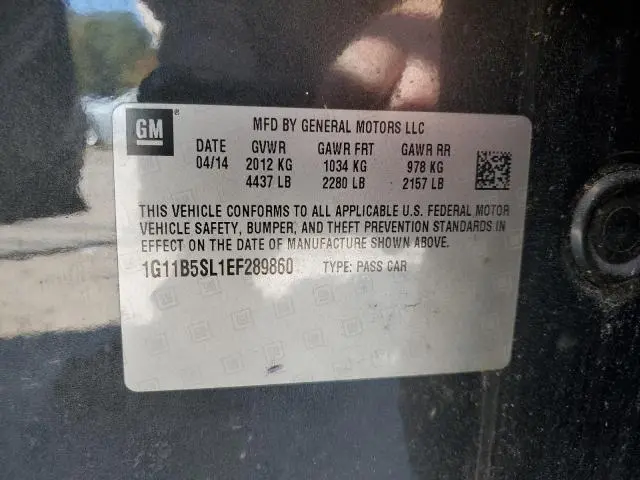 GM ®
MFD BY GENERAL MOTORS LLC
DATE GVWR GAWR FRT GAWR RR
04/14 2012 KG 1034 KG 978 KG
4437 LB 2280 LB 2157 LB
THIS VEHICLE CONFORMS TO ALL APPLICABLE U.S. FEDERAL MOTOR
VEHICLE SAFETY, BUMPER, AND THEFT PREVENTION STANDARDS IN
EFFECT ON THE DATE OF MANUFACTURE SHOWN ABOVE.
1G11B5SL1EF289860 TYPE: PASS CAR